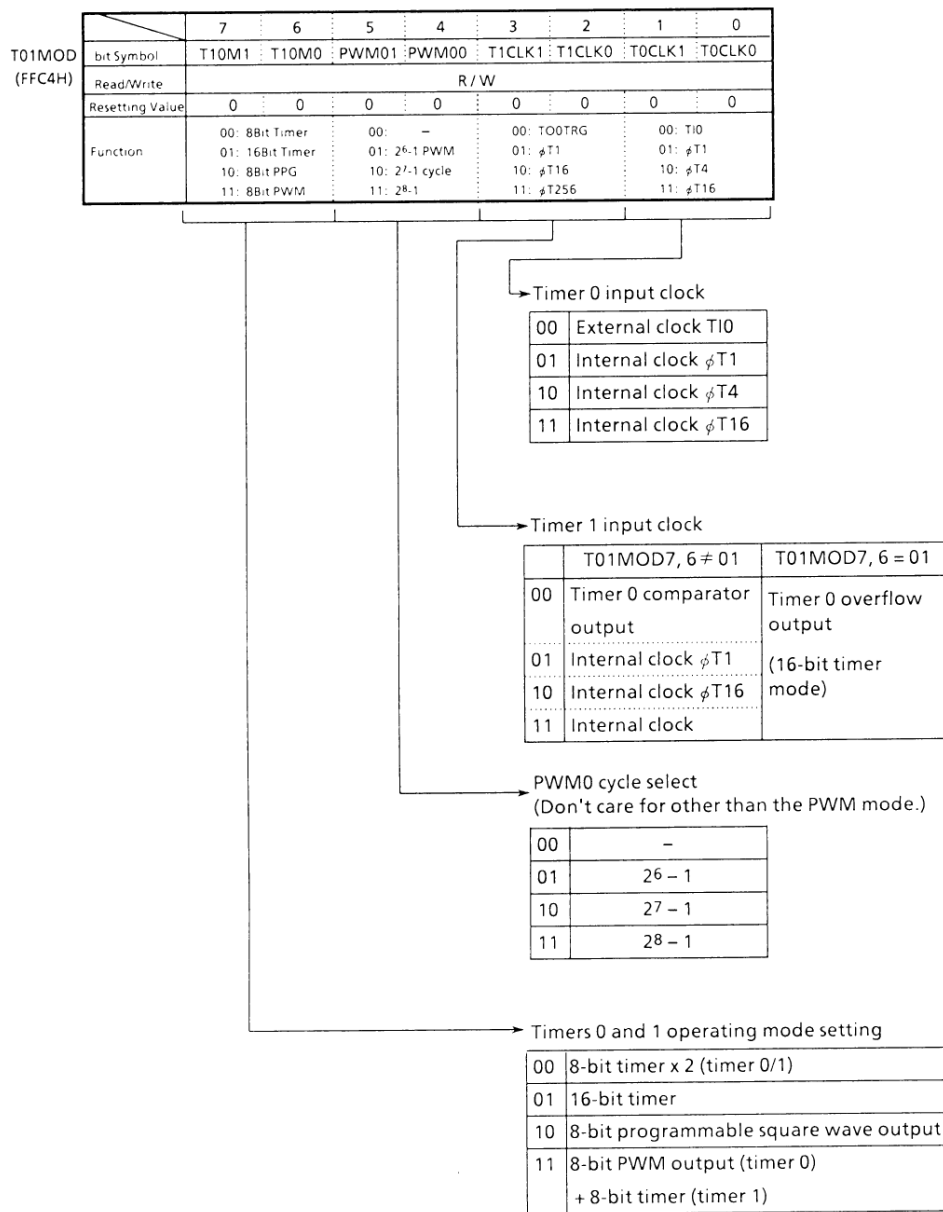 7 6 5 4 3 2 1 0
T01MOD (FFC4H)
bit Symbol T10M1 T10M0 PWM01 PWM00 T1CLK1 T1CLK0 T0CLK1 T0CLK0
Read/Write R / W
Resetting Value 0 0 0 0 0 0 0 0
Function
00: 8Bit Timer 00: – 00: TO0TRG 00: TI0
01: 16Bit Timer 01: 2⁶-1 PWM 01: ϕT1 01: ϕT1
10: 8Bit PPG 10: 2⁷-1 cycle 10: ϕT16 10: ϕT4
11: 8Bit PWM 11: 2⁸-1 11: ϕT256 11: ϕT16
Timer 0 input clock
00 External clock TI0
01 Internal clock ϕT1
10 Internal clock ϕT4
11 Internal clock ϕT16
Timer 1 input clock
T01MOD7, 6 ≠ 01 T01MOD7, 6 = 01
00 Timer 0 comparator output
01 Internal clock ϕT1
10 Internal clock ϕT16
11 Internal clock
Timer 0 overflow
output
(16-bit timer
mode)
PWM0 cycle select
(Don't care for other than the PWM mode.)
00 –
01 2⁶ – 1
10 2⁷ – 1
11 2⁸ – 1
Timers 0 and 1 operating mode setting
00 8-bit timer x 2 (timer 0/1)
01 16-bit timer
10 8-bit programmable square wave output
11 8-bit PWM output (timer 0)
+ 8-bit timer (timer 1)